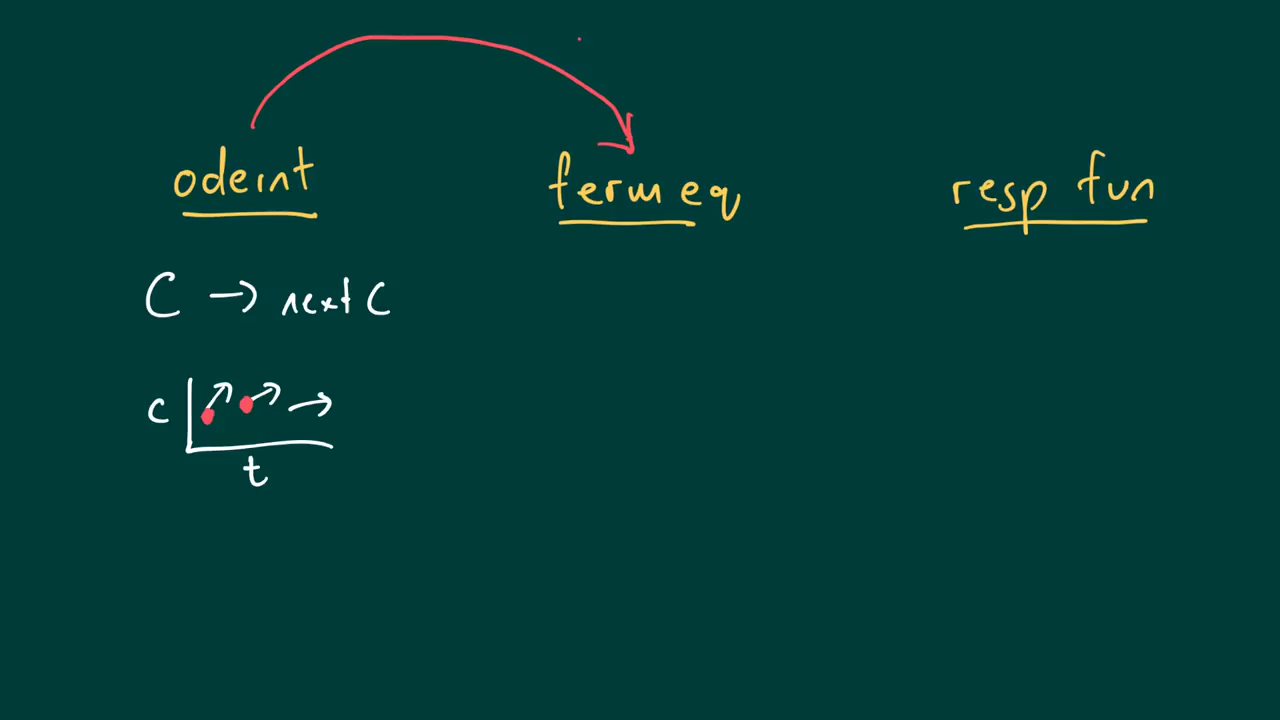 odeint
ferm eq
resp fun
C → next C
c
t